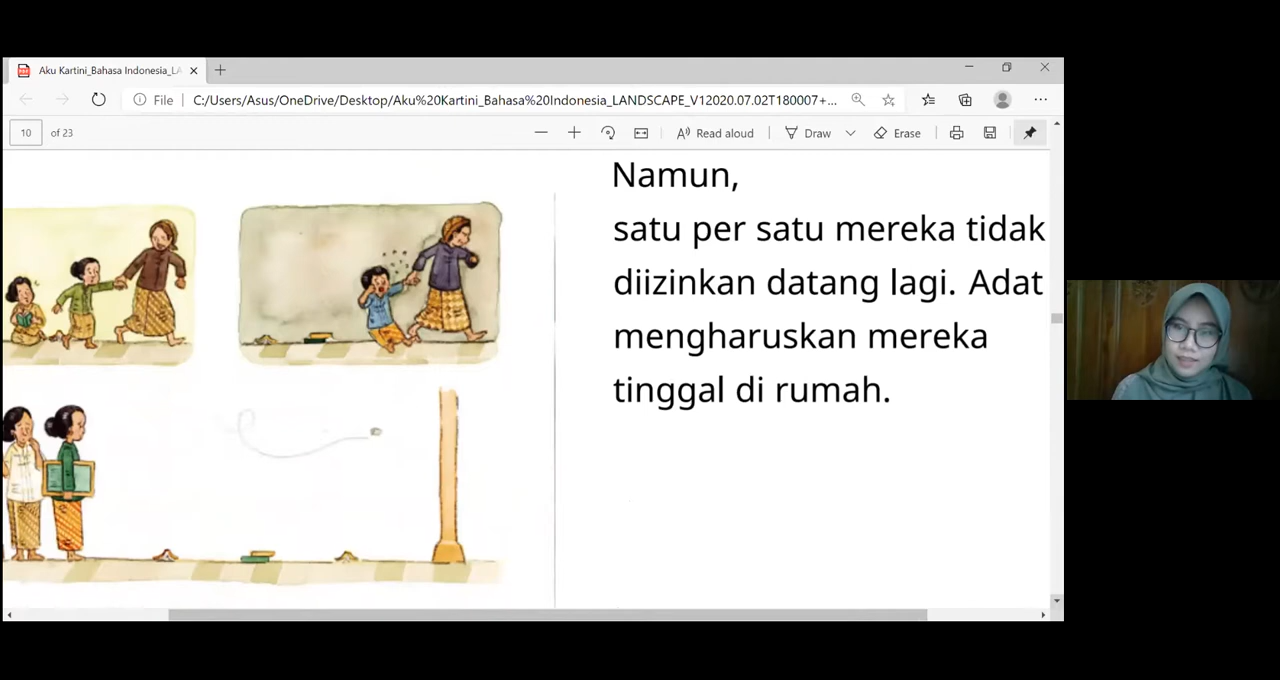 Aku Kartini_Bahasa Indonesia_LA
File
C:/Users/Asus/OneDrive/Desktop/Aku%20Kartini_Bahasa%20Indonesia_LANDSCAPE_V12020.07.02T180007+...
10 of 23
Read aloud
Draw
Erase
Namun,
satu per satu mereka tidak
diizinkan datang lagi. Adat
mengharuskan mereka
tinggal di rumah.